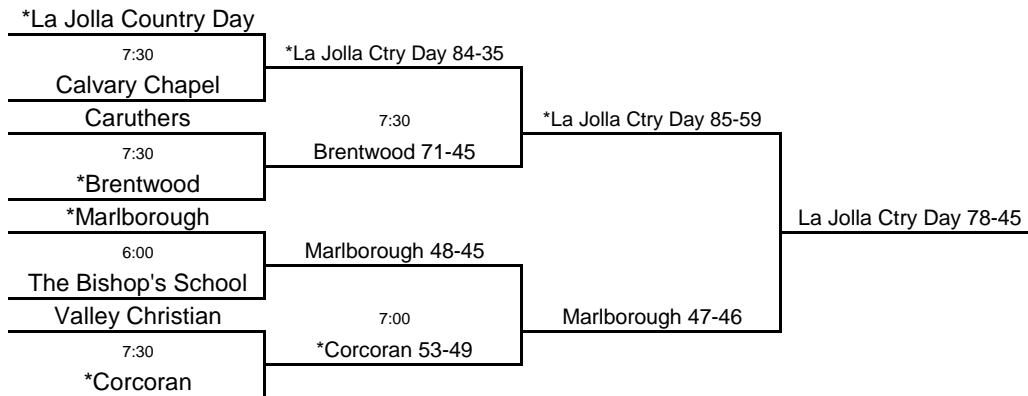 *La Jolla Country Day
7:30
*La Jolla Ctry Day 84-35
Calvary Chapel
Caruthers
7:30
*La Jolla Ctry Day 85-59
7:30
Brentwood 71-45
*Brentwood
*Marlborough
La Jolla Ctry Day 78-45
6:00
Marlborough 48-45
The Bishop's School
Valley Christian
7:00
Marlborough 47-46
7:30
*Corcoran 53-49
*Corcoran